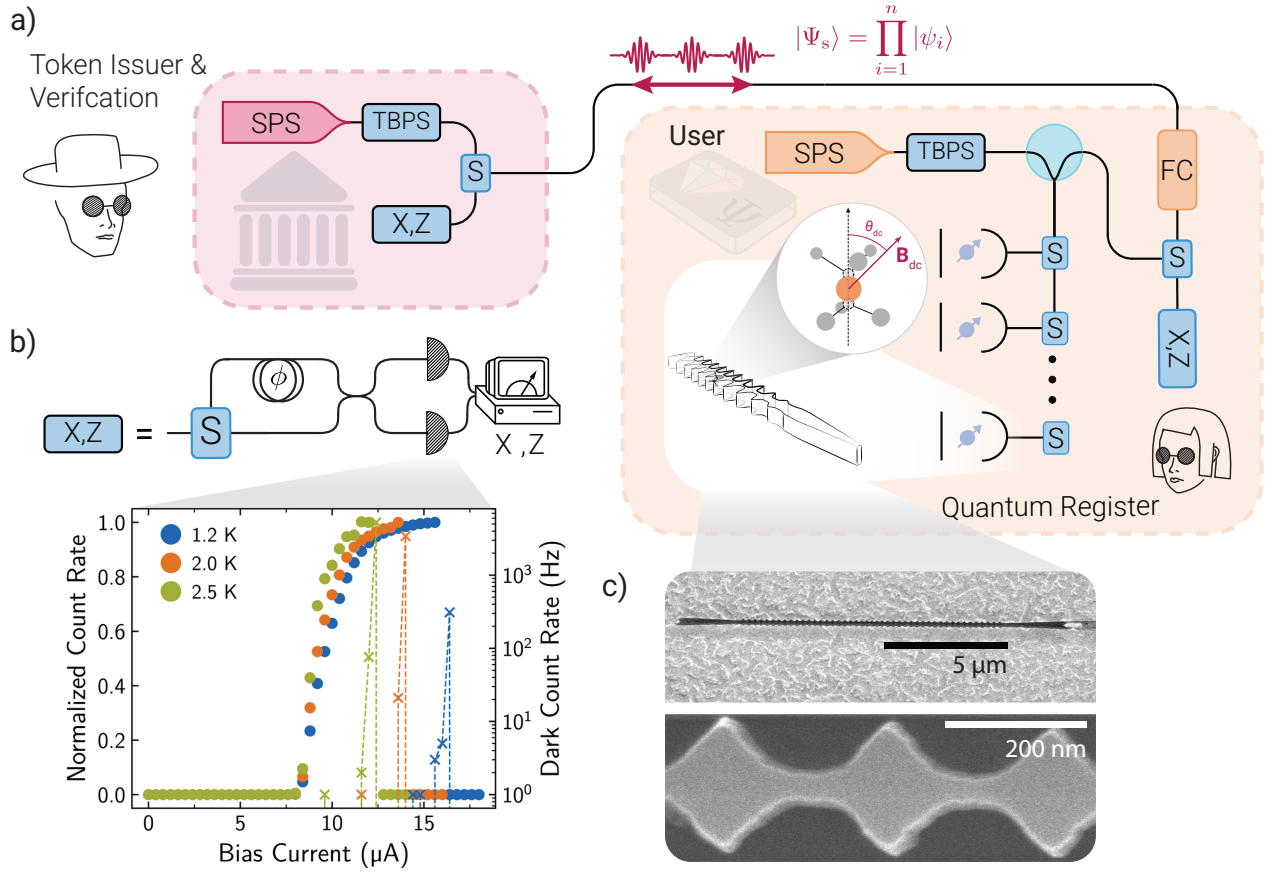 a)
Token Issuer &
Verifcation
SPS
TBPS
S
X,Z
|Ψs⟩ = ∏ⁿᵢ₌₁ |ψi⟩
User
SPS
TBPS
FC
Ψ
θdc
Bdc
S
S
S
S
X,Z
Quantum Register
b)
X,Z
=
S
ϕ
X ,Z
Normalized Count Rate
1.0
0.8
0.6
0.4
0.2
0.0
1.2 K
2.0 K
2.5 K
Dark Count Rate (Hz)
10³
10²
10¹
10⁰
0
5
10
15
Bias Current (µA)
c)
5 µm
200 nm